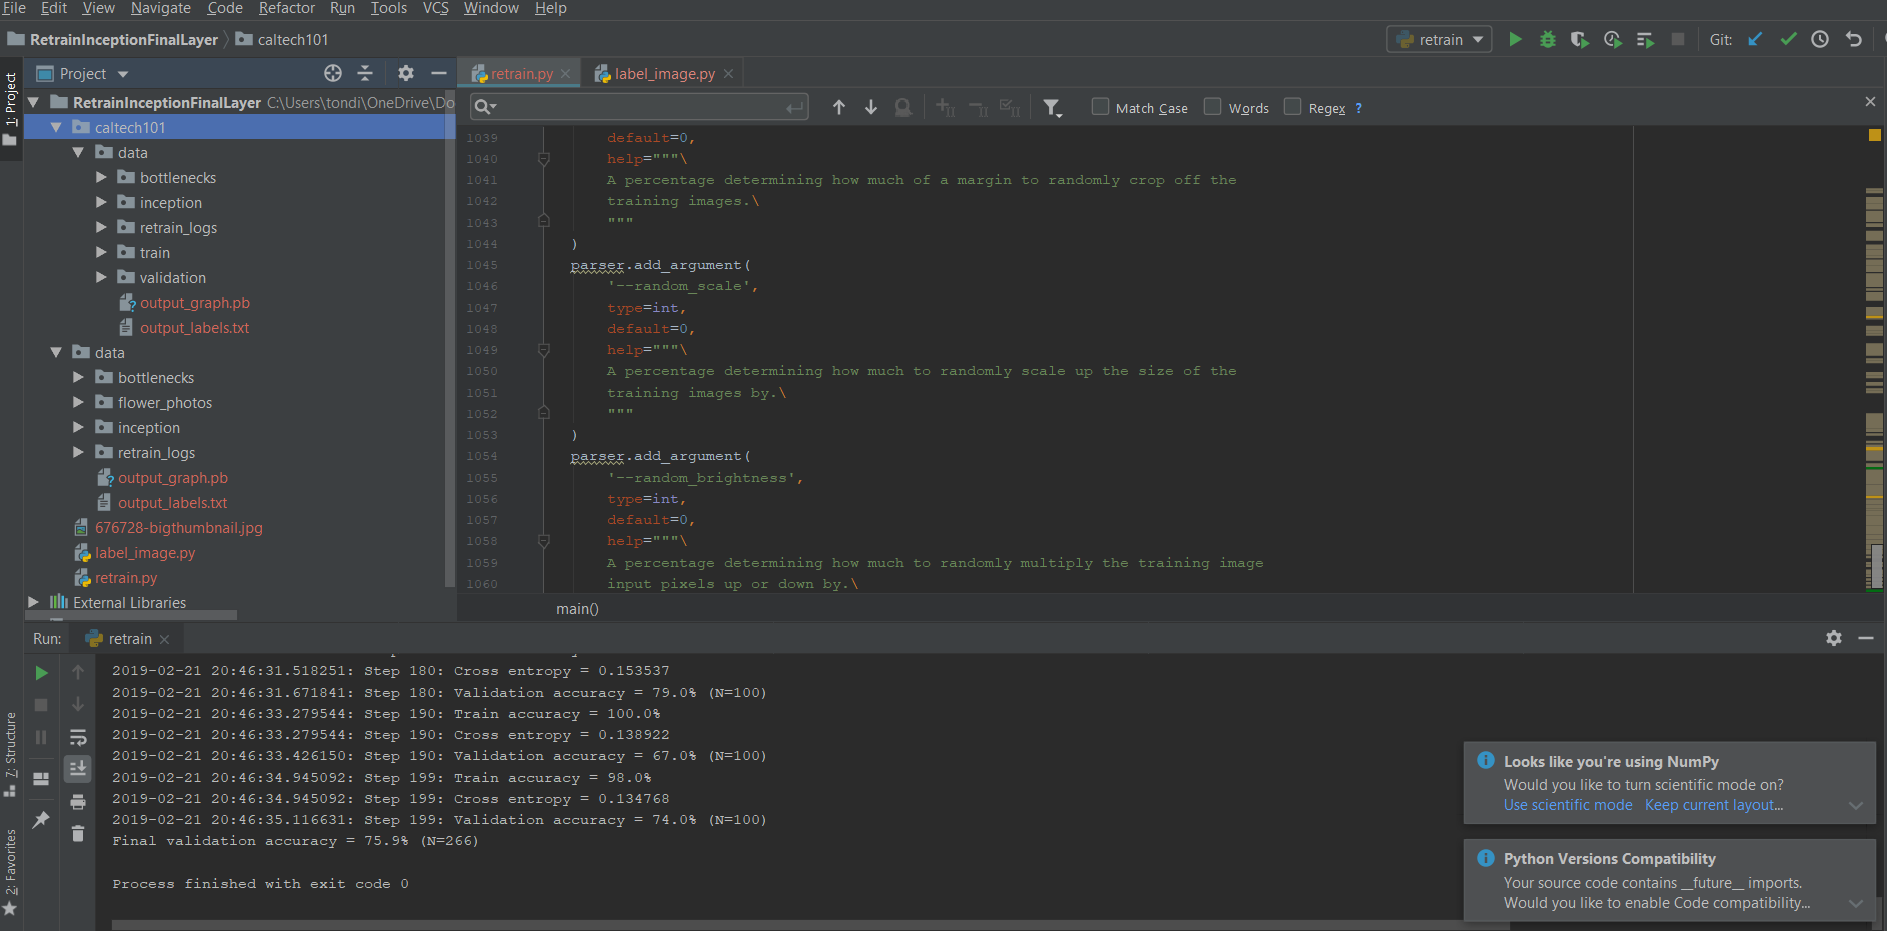 File Edit View Navigate Code Refactor Run Tools VCS Window Help
RetrainInceptionFinalLayer caltech101
retrain Git:
1: Project
Project
RetrainInceptionFinalLayer C:\Users\tondi\OneDrive\Do
caltech101
data
bottlenecks
inception
retrain_logs
train
validation
output_graph.pb
output_labels.txt
data
bottlenecks
flower_photos
inception
retrain_logs
output_graph.pb
output_labels.txt
676728-bigthumbnail.jpg
label_image.py
retrain.py
External Libraries
retrain.py label_image.py
Match Case Words Regex ?
1039 default=0,
1040 help="""\
1041 A percentage determining how much of a margin to randomly crop off the
1042 training images.\
1043 """
1044 )
1045 parser.add_argument(
1046 '--random_scale',
1047 type=int,
1048 default=0,
1049 help="""\
1050 A percentage determining how much to randomly scale up the size of the
1051 training images by.\
1052 """
1053 )
1054 parser.add_argument(
1055 '--random_brightness',
1056 type=int,
1057 default=0,
1058 help="""\
1059 A percentage determining how much to randomly multiply the training image
1060 input pixels up or down by.\
main()
Run: retrain
2019-02-21 20:46:31.518251: Step 180: Cross entropy = 0.153537
2019-02-21 20:46:31.671841: Step 180: Validation accuracy = 79.0% (N=100)
2019-02-21 20:46:33.279544: Step 190: Train accuracy = 100.0%
2019-02-21 20:46:33.279544: Step 190: Cross entropy = 0.138922
2019-02-21 20:46:33.426150: Step 190: Validation accuracy = 67.0% (N=100)
2019-02-21 20:46:34.945092: Step 199: Train accuracy = 98.0%
2019-02-21 20:46:34.945092: Step 199: Cross entropy = 0.134768
2019-02-21 20:46:35.116631: Step 199: Validation accuracy = 74.0% (N=100)
Final validation accuracy = 75.9% (N=266)
Process finished with exit code 0
7: Structure
2: Favorites
Looks like you're using NumPy
Would you like to turn scientific mode on?
Use scientific mode Keep current layout...
Python Versions Compatibility
Your source code contains __future__ imports.
Would you like to enable Code compatibility...